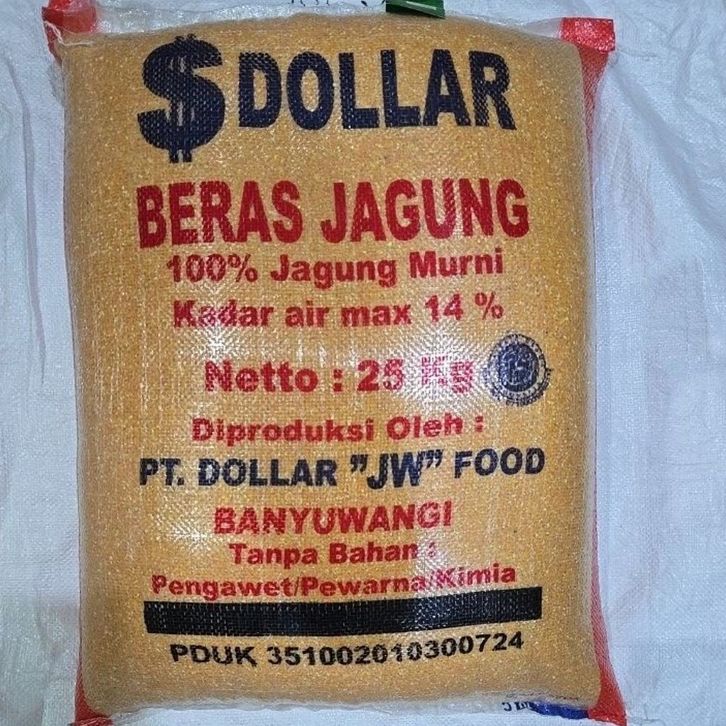 $ DOLLAR
BERAS JAGUNG
100% Jagung Murni
Kadar air max 14 %
Netto : 25 Kg
Diproduksi Oleh :
PT. DOLLAR "JW" FOOD
BANYUWANGI
Tanpa Bahan :
Pengawet/Pewarna/Kimia
PDUK 351002010300724